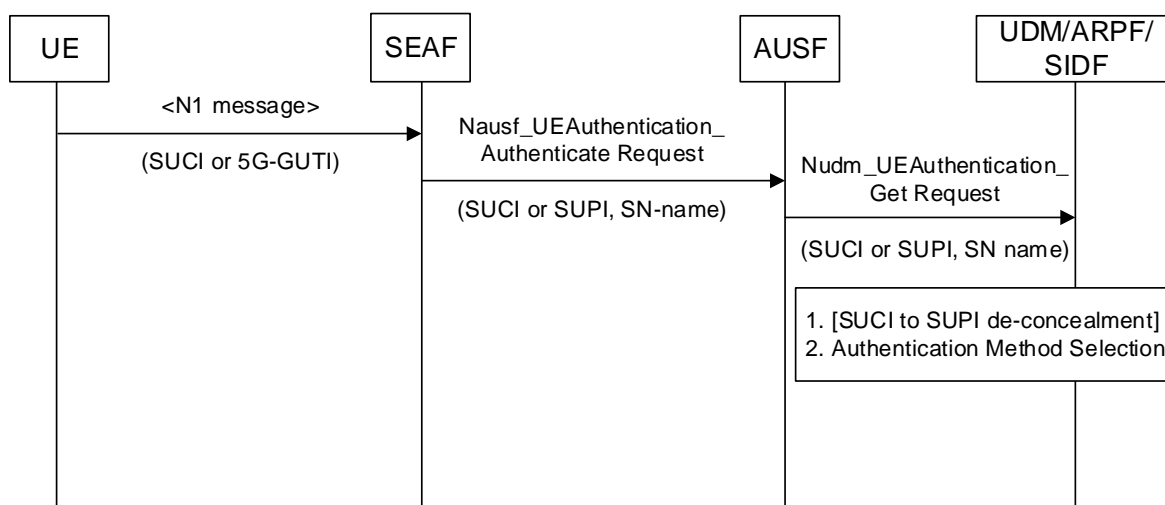 UE
SEAF
AUSF
UDM/ARPF/
SIDF
<N1 message>
(SUCI or 5G-GUTI)
Nausf_UEAuthentication_
Authenticate Request
(SUCI or SUPI, SN-name)
Nudm_UEAuthentication_
Get Request
(SUCI or SUPI, SN name)
1. [SUCI to SUPI de-concealment]
2. Authentication Method Selection